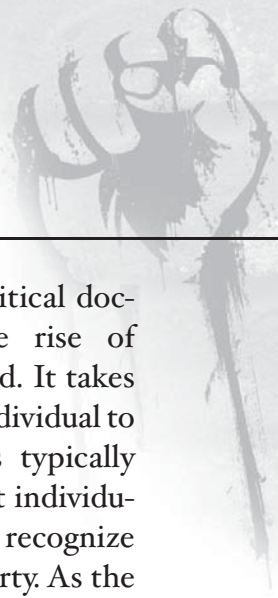 itical doc-
e rise of
d. It takes
dividual to
s typically
t individu-
recognize
rty. As the